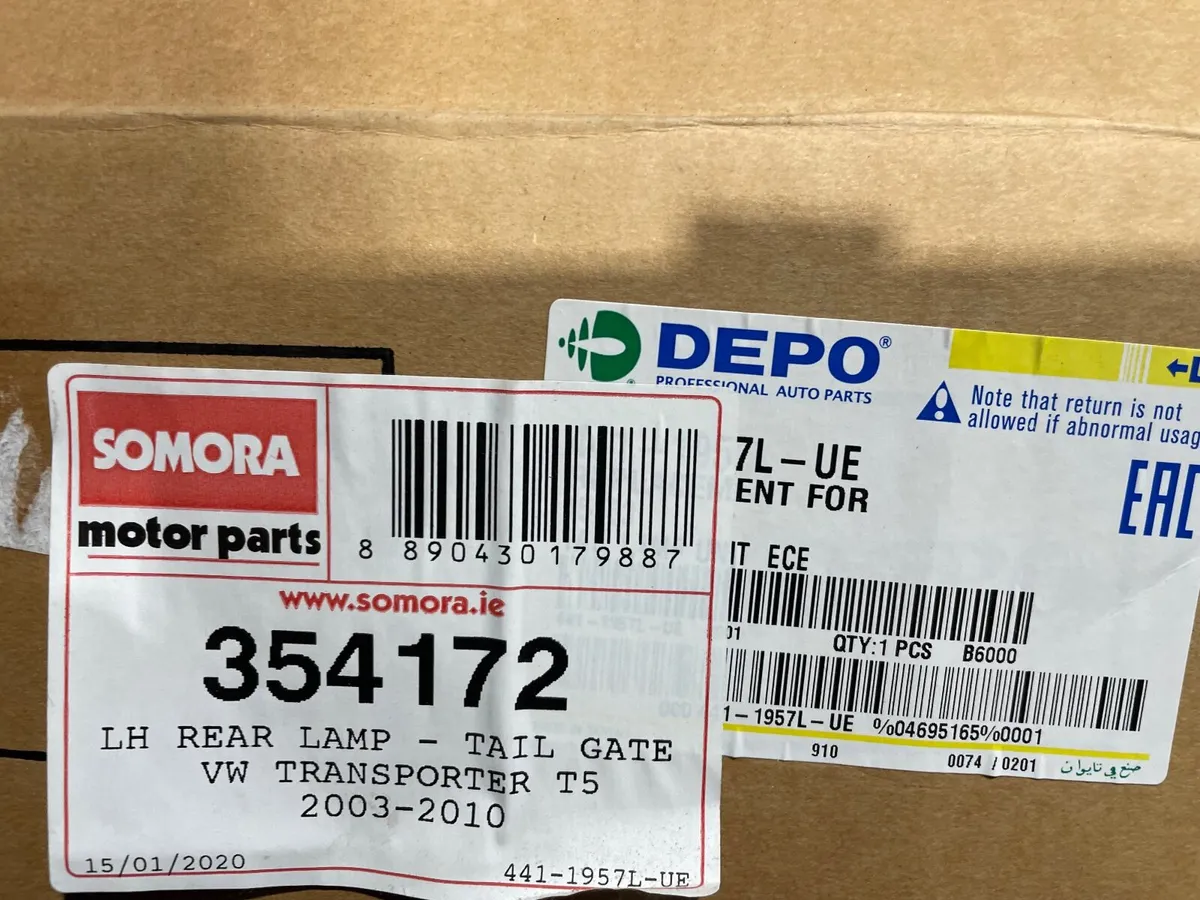 SOMORA
motor parts
8 890430 179887
www.somora.ie
354172
LH REAR LAMP - TAIL GATE
VW TRANSPORTER T5
2003-2010
15/01/2020
441-1957L-UE
DEPO®
PROFESSIONAL AUTO PARTS
Note that return is not
allowed if abnormal usag
EAC
7L-UE
ENT FOR
IT ECE
01
QTY:1 PCS B6000
1-1957L-UE %04695165%0001
910
0074 / 0201
صنع في تايوان